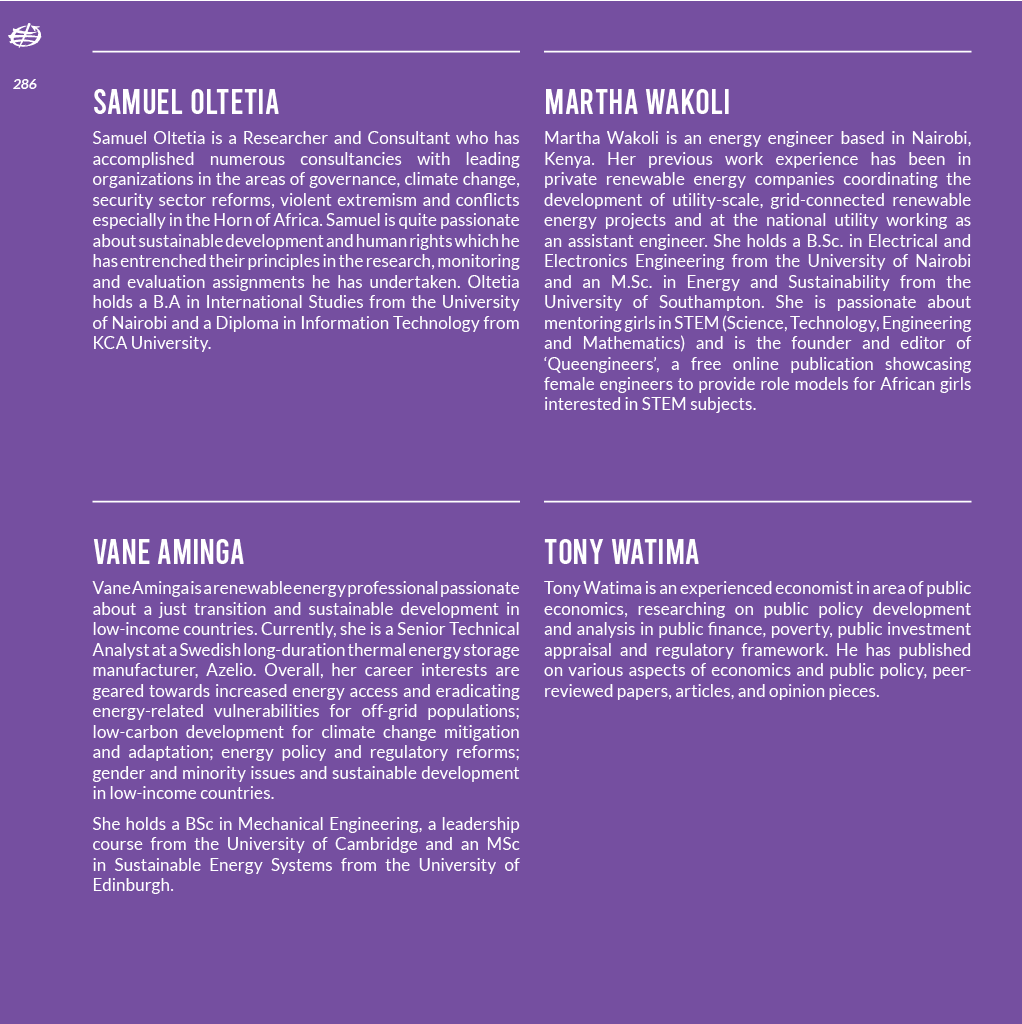 286
SAMUEL OLTETIA
Samuel Oltetia is a Researcher and Consultant who has
accomplished numerous consultancies with leading
organizations in the areas of governance, climate change,
security sector reforms, violent extremism and conflicts
especially in the Horn of Africa. Samuel is quite passionate
about sustainable development and human rights which he
has entrenched their principles in the research, monitoring
and evaluation assignments he has undertaken. Oltetia
holds a B.A in International Studies from the University
of Nairobi and a Diploma in Information Technology from
KCA University.
MARTHA WAKOLI
Martha Wakoli is an energy engineer based in Nairobi,
Kenya. Her previous work experience has been in
private renewable energy companies coordinating the
development of utility-scale, grid-connected renewable
energy projects and at the national utility working as
an assistant engineer. She holds a B.Sc. in Electrical and
Electronics Engineering from the University of Nairobi
and an M.Sc. in Energy and Sustainability from the
University of Southampton. She is passionate about
mentoring girls in STEM (Science, Technology, Engineering
and Mathematics) and is the founder and editor of
‘Queengineers’, a free online publication showcasing
female engineers to provide role models for African girls
interested in STEM subjects.
VANE AMINGA
Vane Aminga is a renewable energy professional passionate
about a just transition and sustainable development in
low-income countries. Currently, she is a Senior Technical
Analyst at a Swedish long-duration thermal energy storage
manufacturer, Azelio. Overall, her career interests are
geared towards increased energy access and eradicating
energy-related vulnerabilities for off-grid populations;
low-carbon development for climate change mitigation
and adaptation; energy policy and regulatory reforms;
gender and minority issues and sustainable development
in low-income countries.
She holds a BSc in Mechanical Engineering, a leadership
course from the University of Cambridge and an MSc
in Sustainable Energy Systems from the University of
Edinburgh.
TONY WATIMA
Tony Watima is an experienced economist in area of public
economics, researching on public policy development
and analysis in public finance, poverty, public investment
appraisal and regulatory framework. He has published
on various aspects of economics and public policy, peer-
reviewed papers, articles, and opinion pieces.